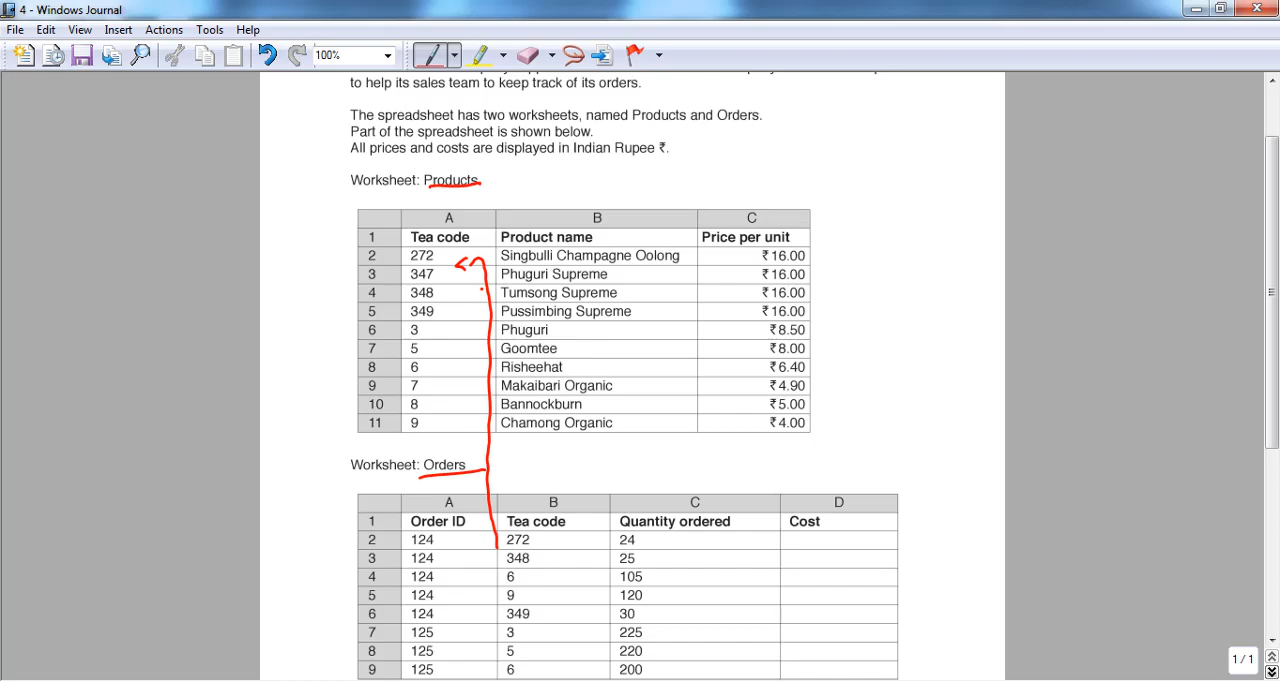 4 - Windows Journal
File Edit View Insert Actions Tools Help
100%
to help its sales team to keep track of its orders.
The spreadsheet has two worksheets, named Products and Orders.
Part of the spreadsheet is shown below.
All prices and costs are displayed in Indian Rupee ₹.
Worksheet: Products
A B C
1 Tea code Product name Price per unit
2 272 Singbulli Champagne Oolong ₹16.00
3 347 Phuguri Supreme ₹16.00
4 348 Tumsong Supreme ₹16.00
5 349 Pussimbing Supreme ₹16.00
6 3 Phuguri ₹8.50
7 5 Goomtee ₹8.00
8 6 Risheehat ₹6.40
9 7 Makaibari Organic ₹4.90
10 8 Bannockburn ₹5.00
11 9 Chamong Organic ₹4.00
Worksheet: Orders
A B C D
1 Order ID Tea code Quantity ordered Cost
2 124 272 24
3 124 348 25
4 124 6 105
5 124 9 120
6 124 349 30
7 125 3 225
8 125 5 220
9 125 6 200
1 / 1